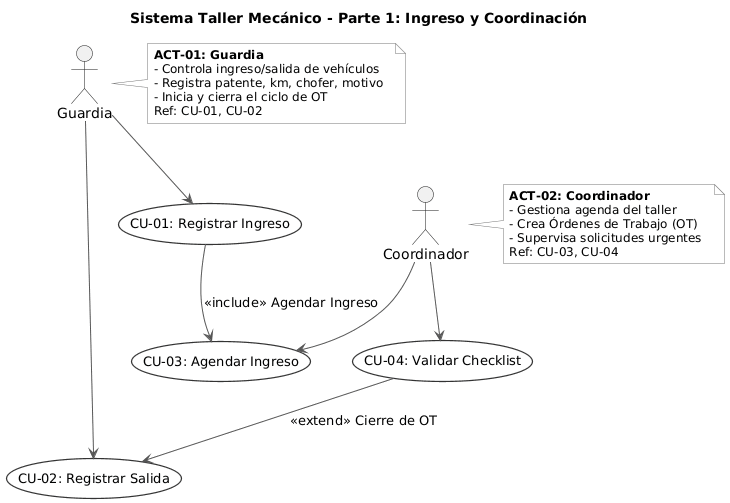 Sistema Taller Mecánico - Parte 1: Ingreso y Coordinación
ACT-01: Guardia
- Controla ingreso/salida de vehículos
- Registra patente, km, chofer, motivo
- Inicia y cierra el ciclo de OT
Ref: CU-01, CU-02
Guardia
ACT-02: Coordinador
- Gestiona agenda del taller
- Crea Órdenes de Trabajo (OT)
- Supervisa solicitudes urgentes
Ref: CU-03, CU-04
Coordinador
CU-01: Registrar Ingreso
«include» Agendar Ingreso
CU-03: Agendar Ingreso
CU-04: Validar Checklist
«extend» Cierre de OT
CU-02: Registrar Salida